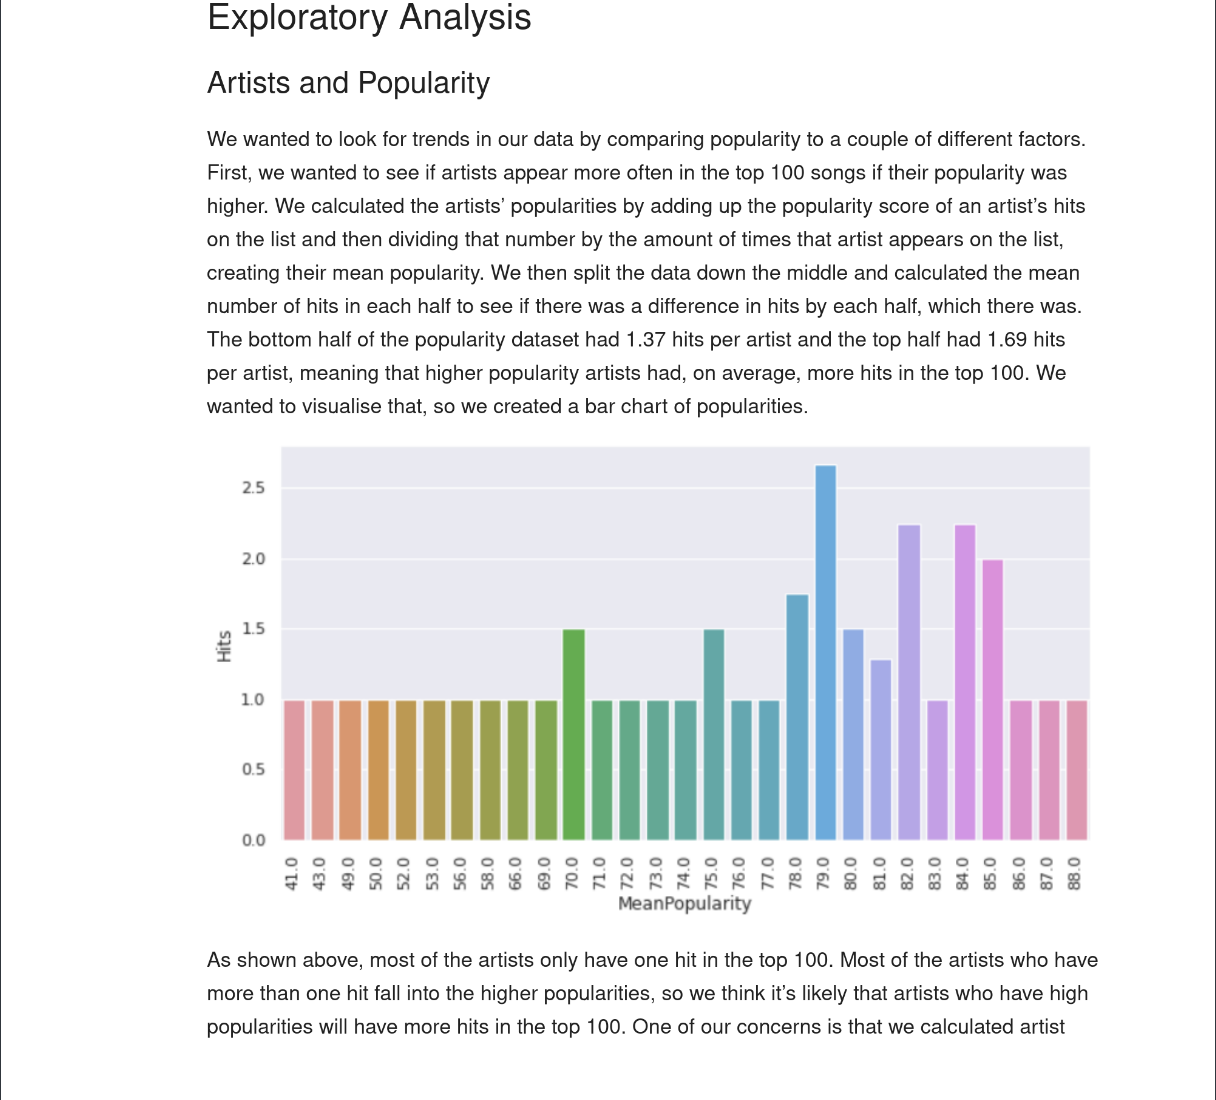 Exploratory Analysis
Artists and Popularity
We wanted to look for trends in our data by comparing popularity to a couple of different factors.
First, we wanted to see if artists appear more often in the top 100 songs if their popularity was
higher. We calculated the artists’ popularities by adding up the popularity score of an artist’s hits
on the list and then dividing that number by the amount of times that artist appears on the list,
creating their mean popularity. We then split the data down the middle and calculated the mean
number of hits in each half to see if there was a difference in hits by each half, which there was.
The bottom half of the popularity dataset had 1.37 hits per artist and the top half had 1.69 hits
per artist, meaning that higher popularity artists had, on average, more hits in the top 100. We
wanted to visualise that, so we created a bar chart of popularities.
2.5
2.0
1.5
1.0
0.5
0.0
Hits
41.0 43.0 49.0 50.0 52.0 53.0 56.0 58.0 66.0 69.0 70.0 71.0 72.0 73.0 74.0 75.0 76.0 77.0 78.0 79.0 80.0 81.0 82.0 83.0 84.0 85.0 86.0 87.0 88.0
MeanPopularity
As shown above, most of the artists only have one hit in the top 100. Most of the artists who have
more than one hit fall into the higher popularities, so we think it’s likely that artists who have high
popularities will have more hits in the top 100. One of our concerns is that we calculated artist